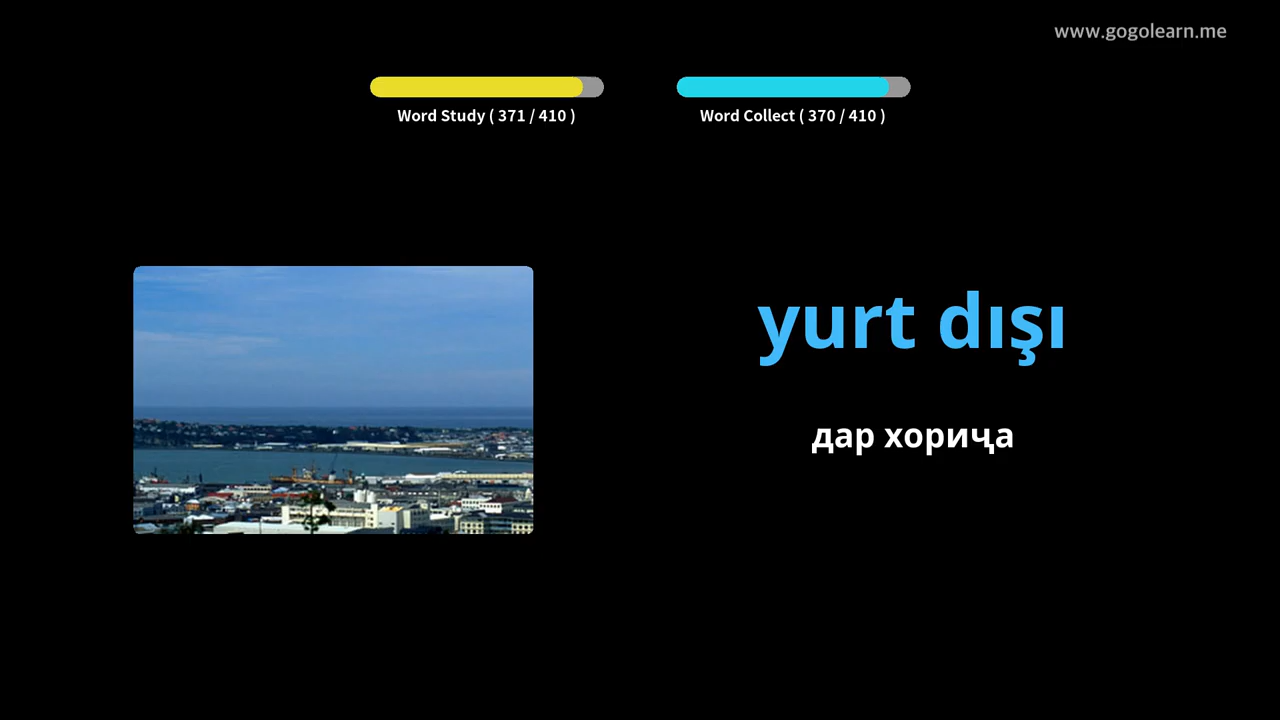 www.gogolearn.me
Word Study ( 371 / 410 )
Word Collect ( 370 / 410 )
yurt dışı
дар хориҷа